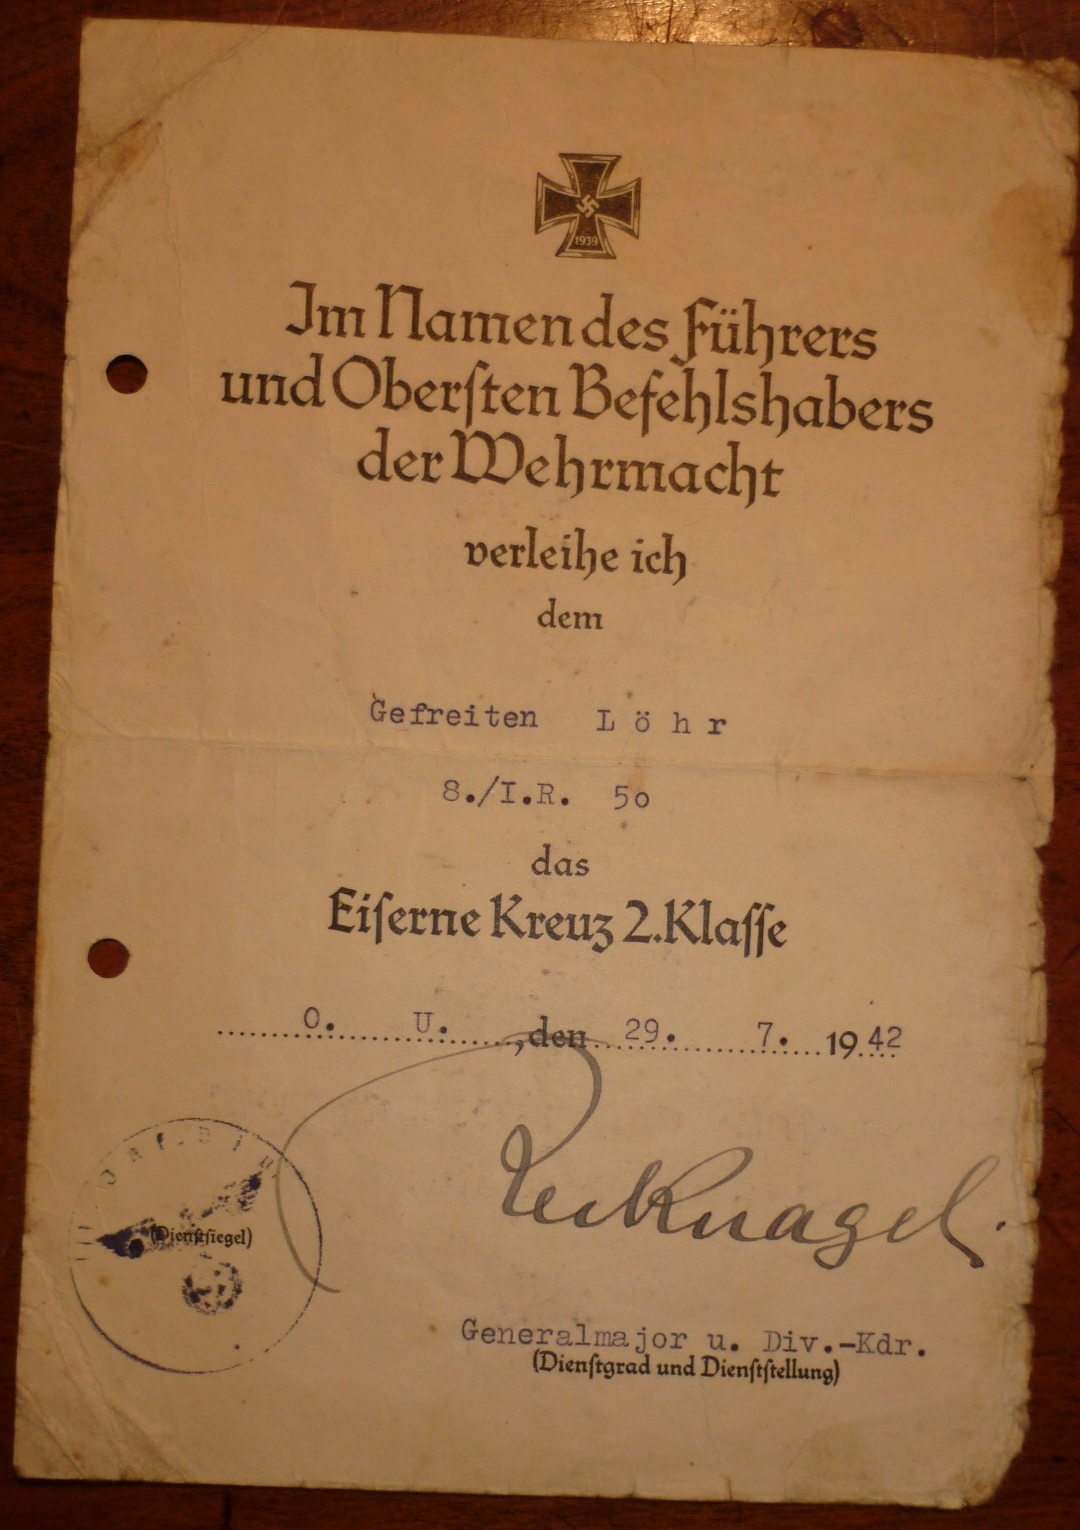 1939
Im Namen des Führers
und Oberſten Befehlshabers
der Wehrmacht
verleihe ich
dem
Gefreiten L ö h r
8./I.R. 50
das
Eiſerne Kreuz 2.Klaſſe
O. U. ,den 29. 7. 1942
Recknagel
(Dienſtſiegel)
Generalmajor u. Div.-Kdr.
(Dienſtgrad und Dienſtſtellung)